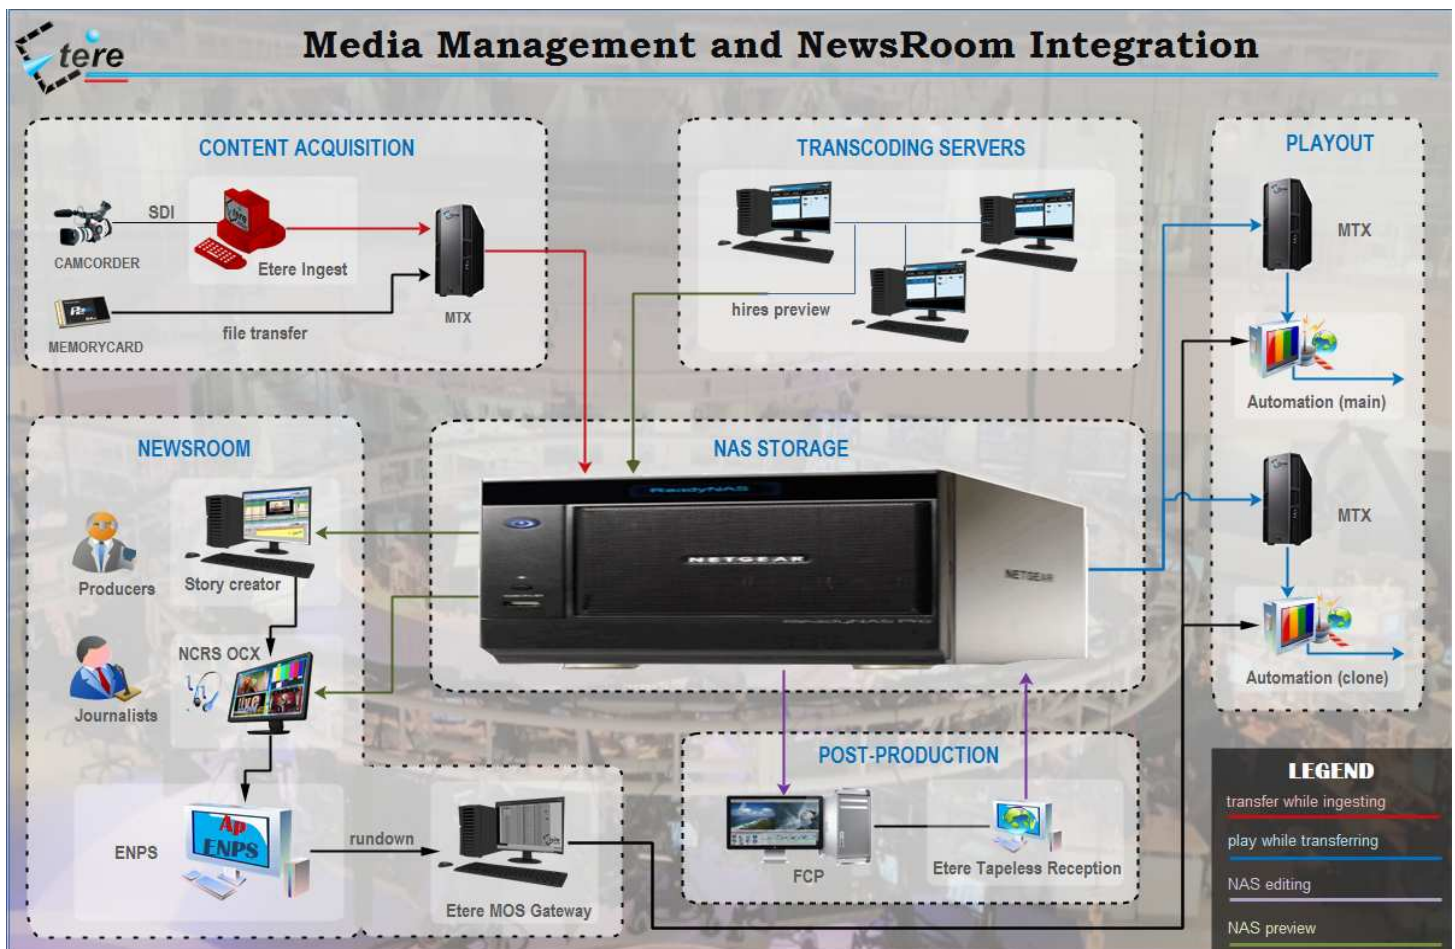 Etere
Media Management and NewsRoom Integration
CONTENT ACQUISITION
SDI
CAMCORDER
Etere Ingest
MEMORYCARD
file transfer
MTX
TRANSCODING SERVERS
hires preview
PLAYOUT
MTX
Automation (main)
MTX
Automation (clone)
NEWSROOM
Producers
Story creator
NCRS OCX
Journalists
ENPS
Ap
ENPS
rundown
Etere MOS Gateway
NAS STORAGE
ReadyNAS
NETGEAR
NETGEAR
ReadyNAS Pro
POST-PRODUCTION
FCP
Etere Tapeless Reception
LEGEND
transfer while ingesting
play while transferring
NAS editing
NAS preview